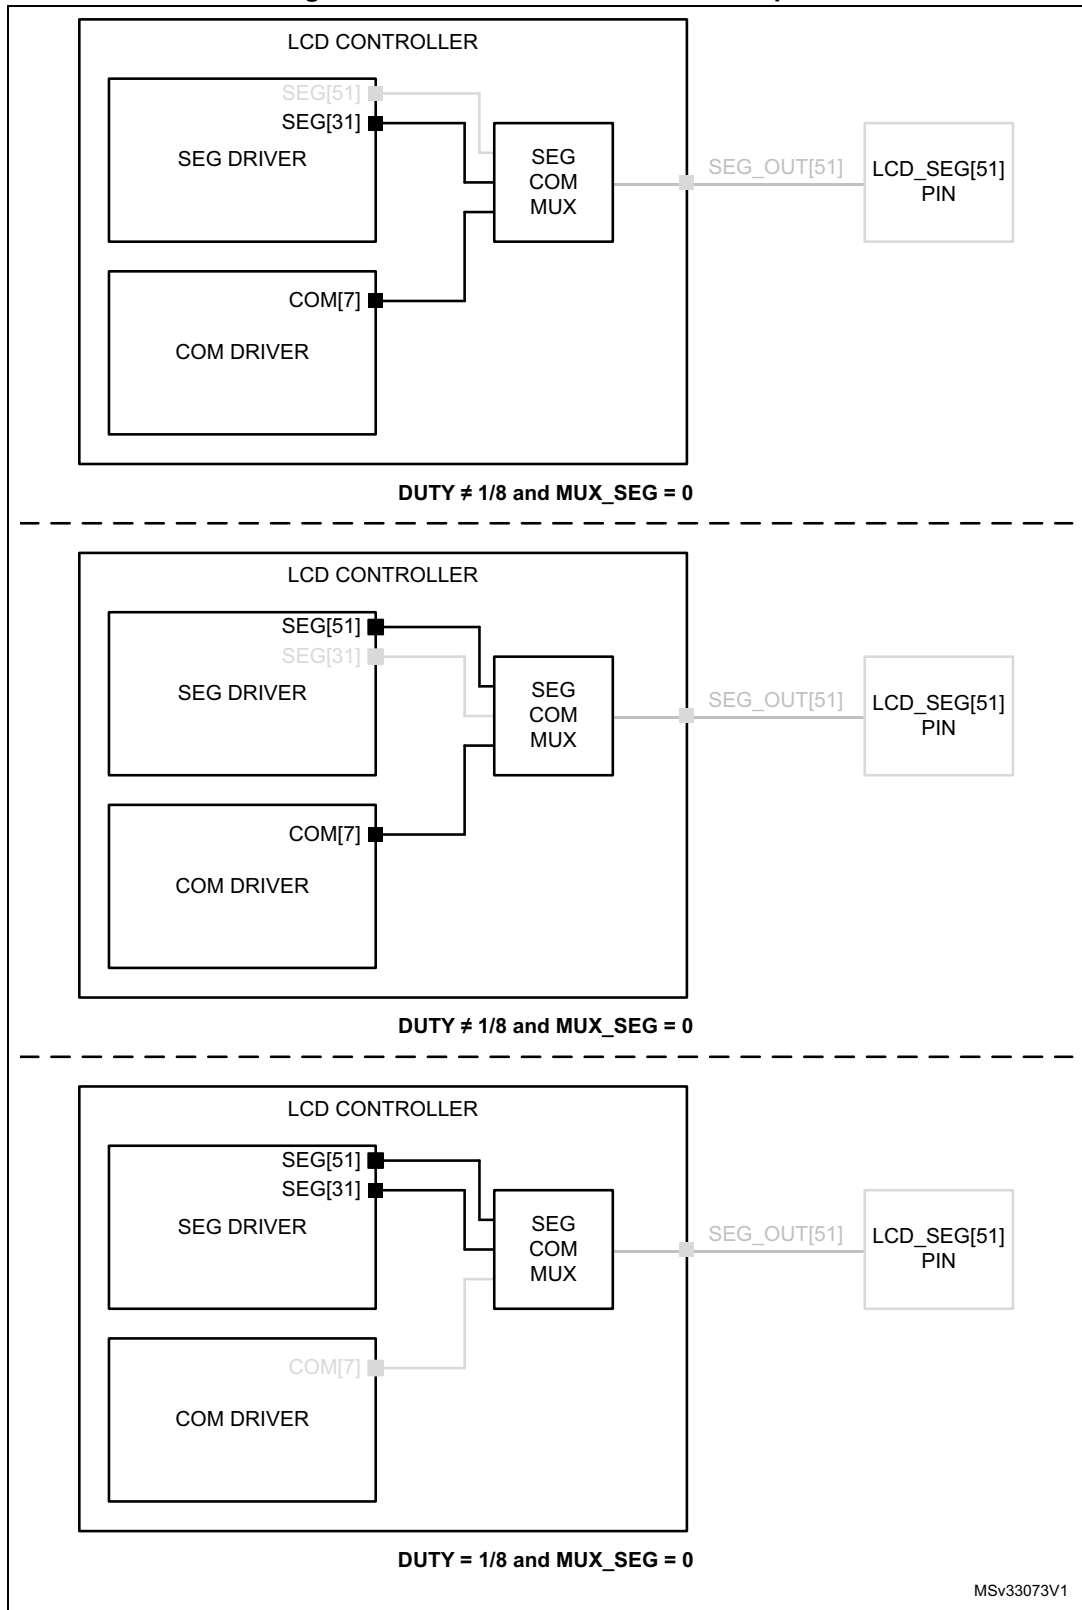 LCD CONTROLLER
SEG[51]
SEG[31]
SEG DRIVER
SEG
COM
MUX
SEG_OUT[51]
LCD_SEG[51]
PIN
COM[7]
COM DRIVER
DUTY ≠ 1/8 and MUX_SEG = 0
LCD CONTROLLER
SEG[51]
SEG[31]
SEG DRIVER
SEG
COM
MUX
SEG_OUT[51]
LCD_SEG[51]
PIN
COM[7]
COM DRIVER
DUTY ≠ 1/8 and MUX_SEG = 0
LCD CONTROLLER
SEG[51]
SEG[31]
SEG DRIVER
SEG
COM
MUX
SEG_OUT[51]
LCD_SEG[51]
PIN
COM[7]
COM DRIVER
DUTY = 1/8 and MUX_SEG = 0
MSv33073V1